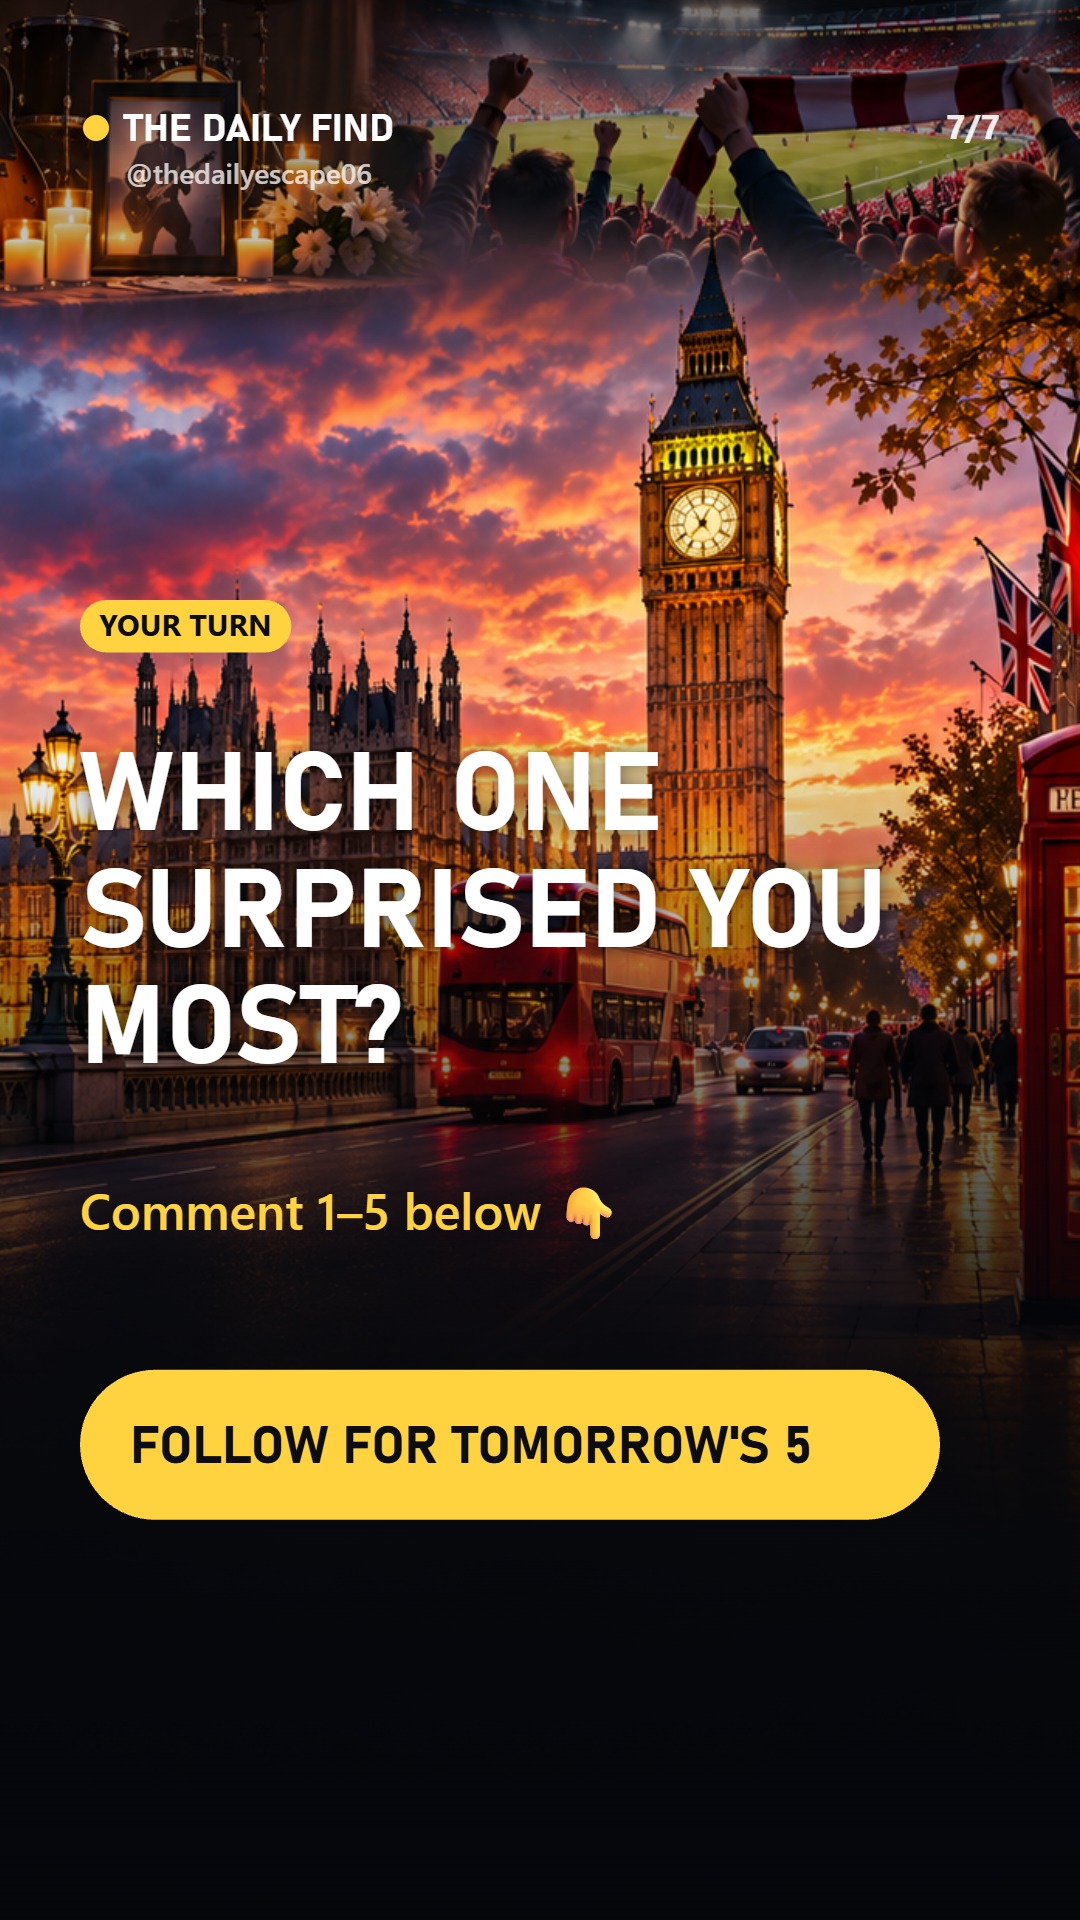 THE DAILY FIND
@thedailyescape06
7/7
YOUR TURN
WHICH ONE
SURPRISED YOU
MOST?
Comment 1–5 below 👇
FOLLOW FOR TOMORROW'S 5
RE